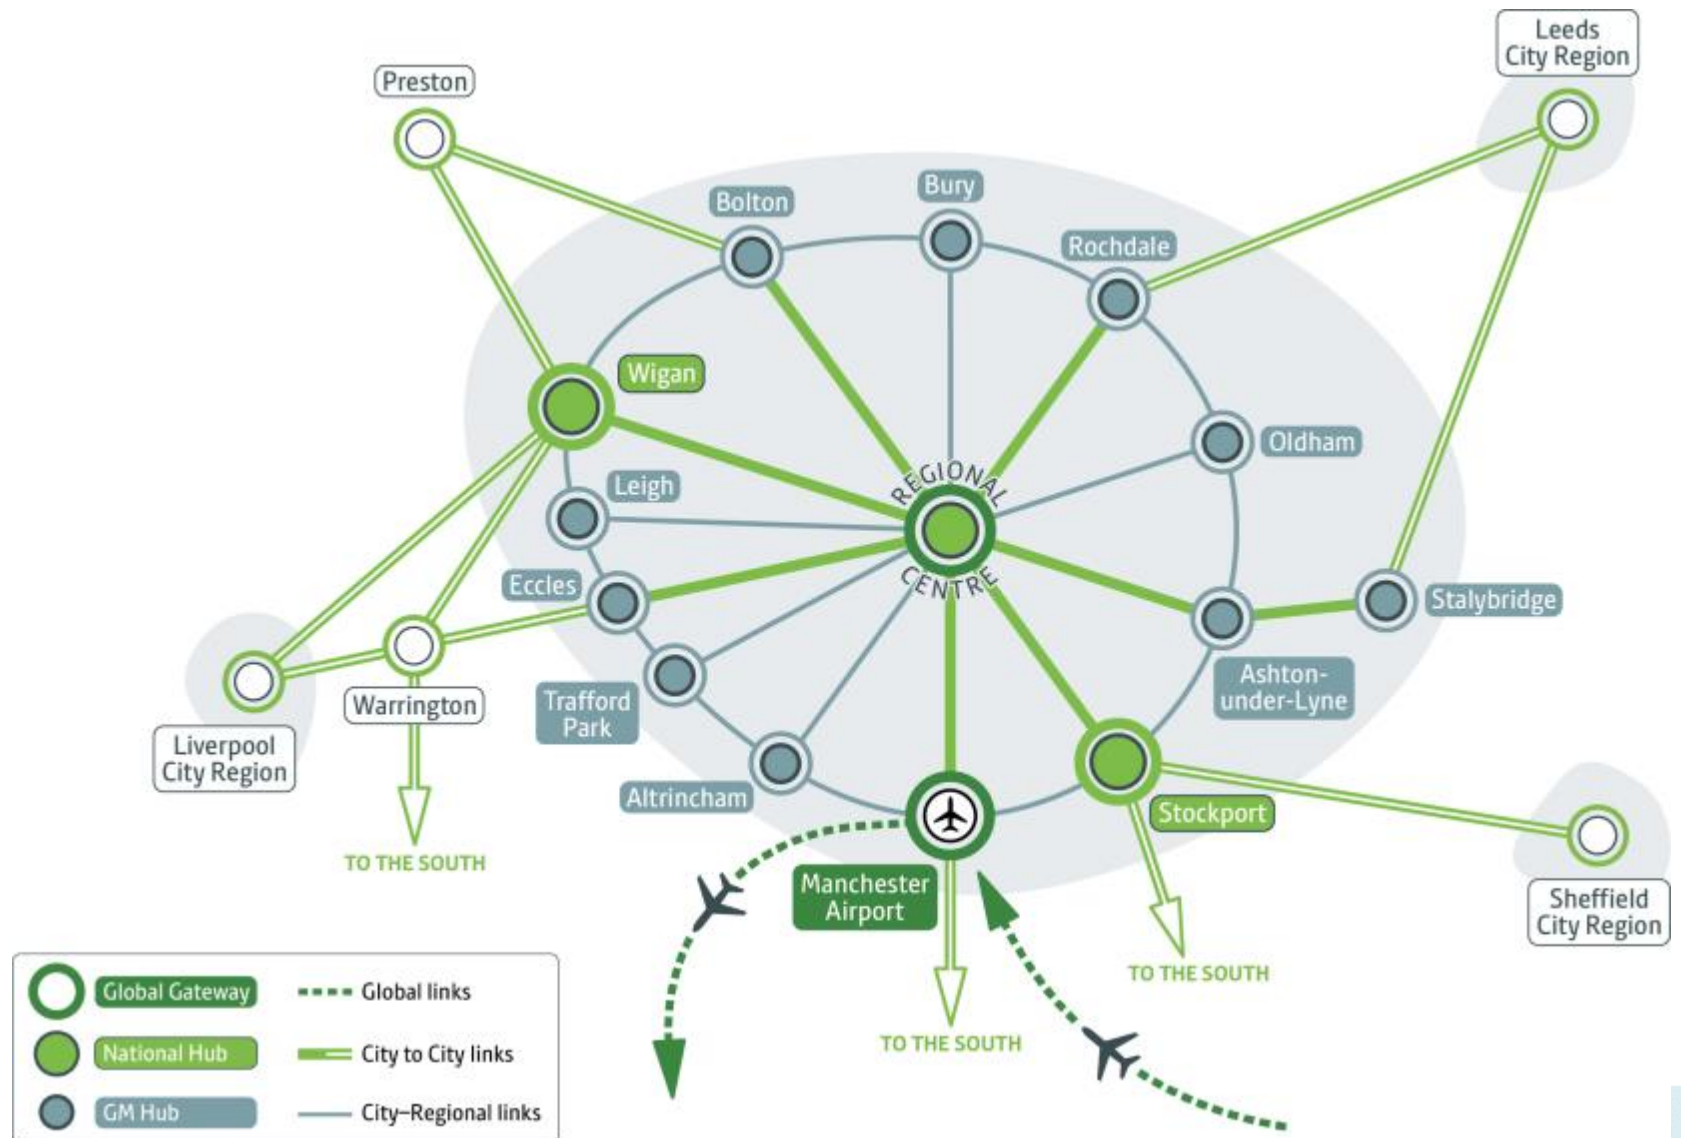 Leeds
City Region
Preston
Bury
Bolton
Rochdale
Wigan
Oldham
REGIONAL
CENTRE
Leigh
Eccles
Stalybridge
Ashton-
under-Lyne
Trafford
Park
Warrington
Liverpool
City Region
Altrincham
Stockport
TO THE SOUTH
Manchester
Airport
Sheffield
City Region
TO THE SOUTH
TO THE SOUTH
Global Gateway
Global links
National Hub
City to City links
GM Hub
City–Regional links